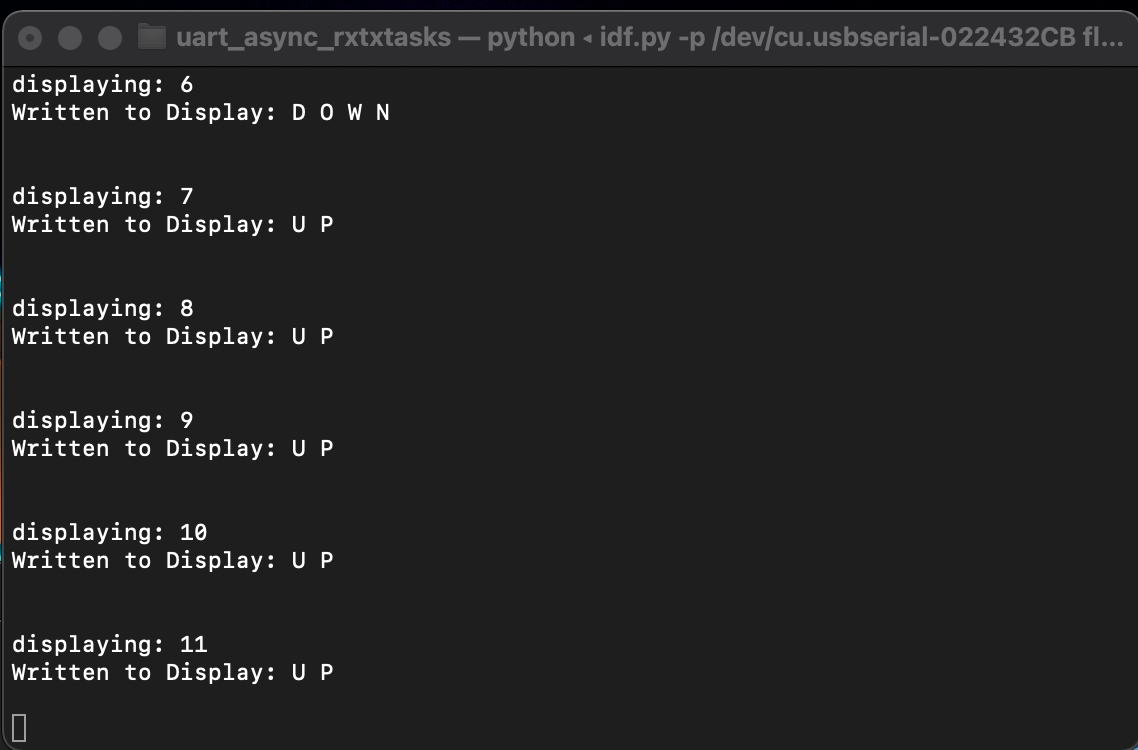 uart_async_rxtxtasks — python ◂ idf.py -p /dev/cu.usbserial-022432CB fl...
displaying: 6
Written to Display: D O W N
displaying: 7
Written to Display: U P
displaying: 8
Written to Display: U P
displaying: 9
Written to Display: U P
displaying: 10
Written to Display: U P
displaying: 11
Written to Display: U P